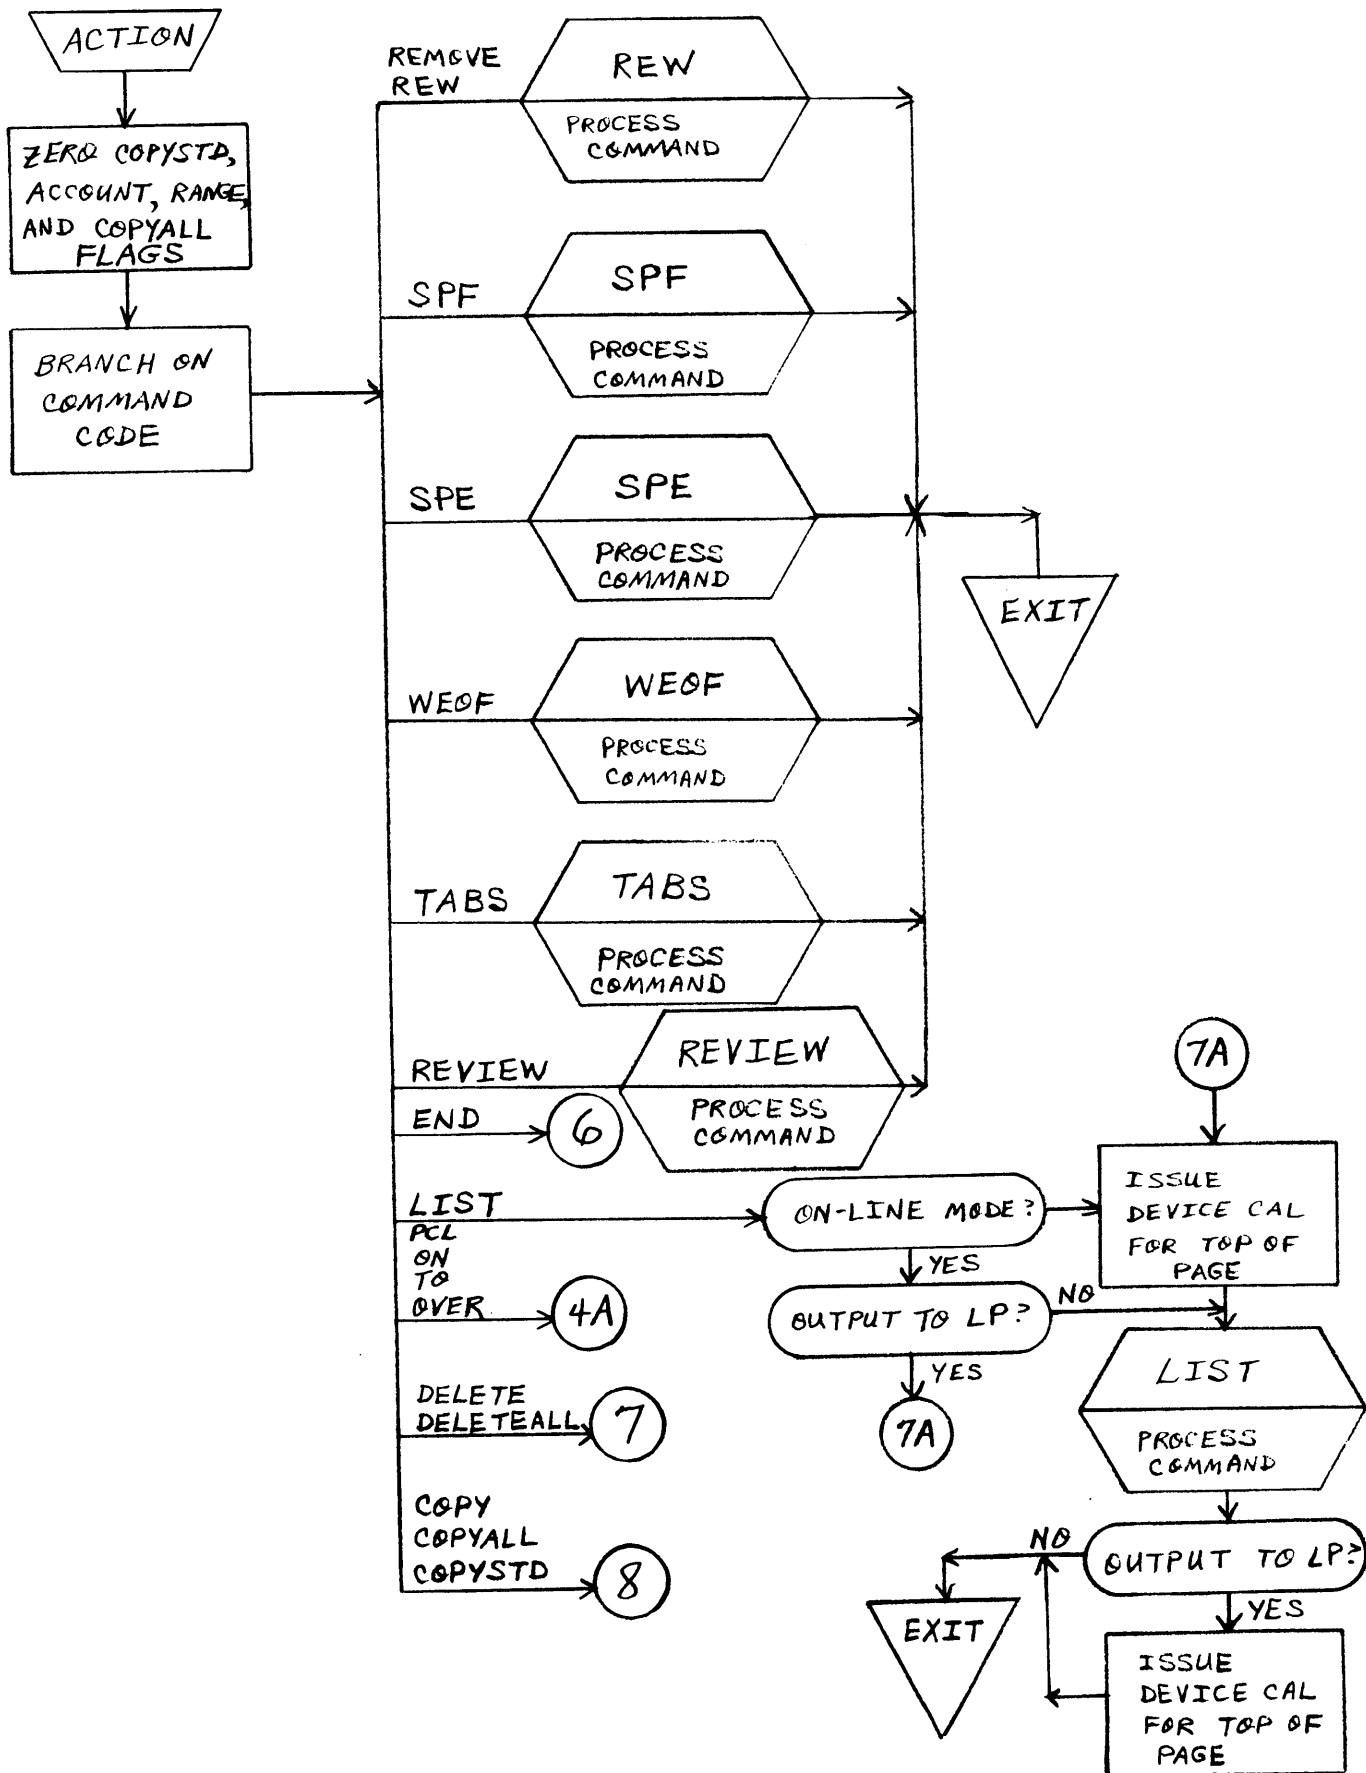 ACTION
ZERO COPYSTD,
ACCOUNT, RANGE,
AND COPYALL
FLAGS
BRANCH ON
COMMAND
CODE
REMOVE
REW
REW
PROCESS
COMMAND
SPF
SPF
PROCESS
COMMAND
SPE
SPE
PROCESS
COMMAND
EXIT
WEOF
WEOF
PROCESS
COMMAND
TABS
TABS
PROCESS
COMMAND
REVIEW
REVIEW
PROCESS
COMMAND
END
6
LIST
PCL
ON
TO
OVER
4A
DELETE
DELETEALL
7
COPY
COPYALL
COPYSTD
8
ON-LINE MODE?
YES
OUTPUT TO LP?
NO
YES
7A
7A
ISSUE
DEVICE CAL
FOR TOP OF
PAGE
LIST
PROCESS
COMMAND
OUTPUT TO LP?
NO
YES
EXIT
ISSUE
DEVICE CAL
FOR TOP OF
PAGE